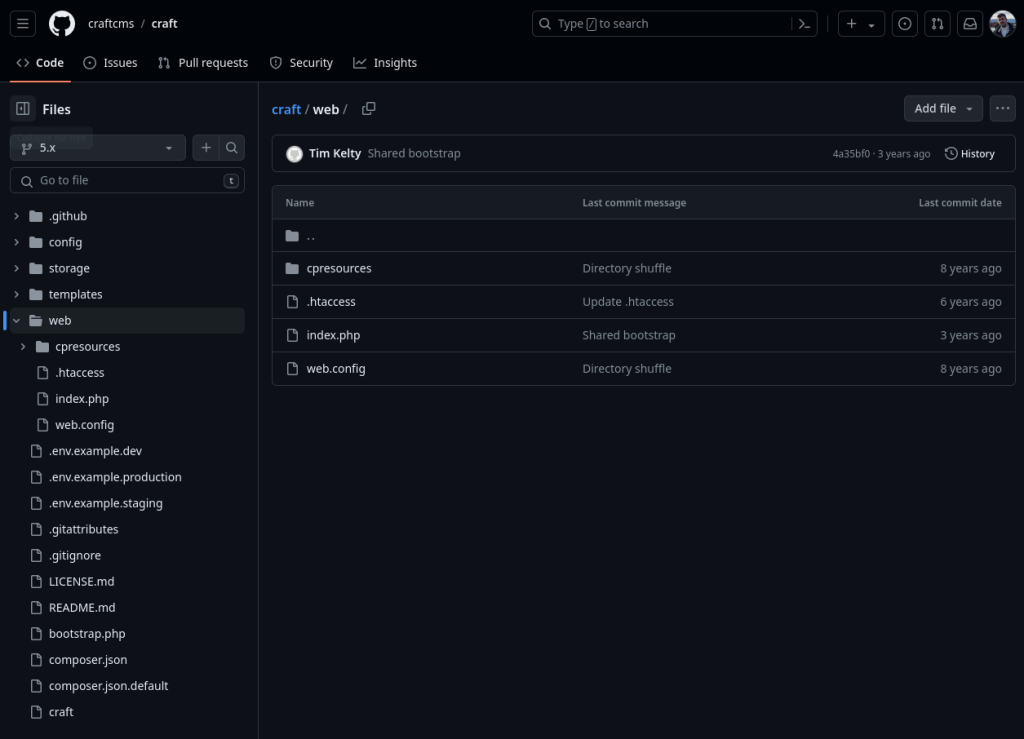 craftcms / craft
Type / to search
Code Issues Pull requests Security Insights
Files
craft / web /
Add file
5.x
Tim Kelty Shared bootstrap 4a35bf0 · 3 years ago History
Go to file t
Name Last commit message Last commit date
.github
config
storage
templates
web
cpresources
.htaccess
index.php
web.config
.env.example.dev
.env.example.production
.env.example.staging
.gitattributes
.gitignore
LICENSE.md
README.md
bootstrap.php
composer.json
composer.json.default
craft
..
cpresources Directory shuffle 8 years ago
.htaccess Update .htaccess 6 years ago
index.php Shared bootstrap 3 years ago
web.config Directory shuffle 8 years ago